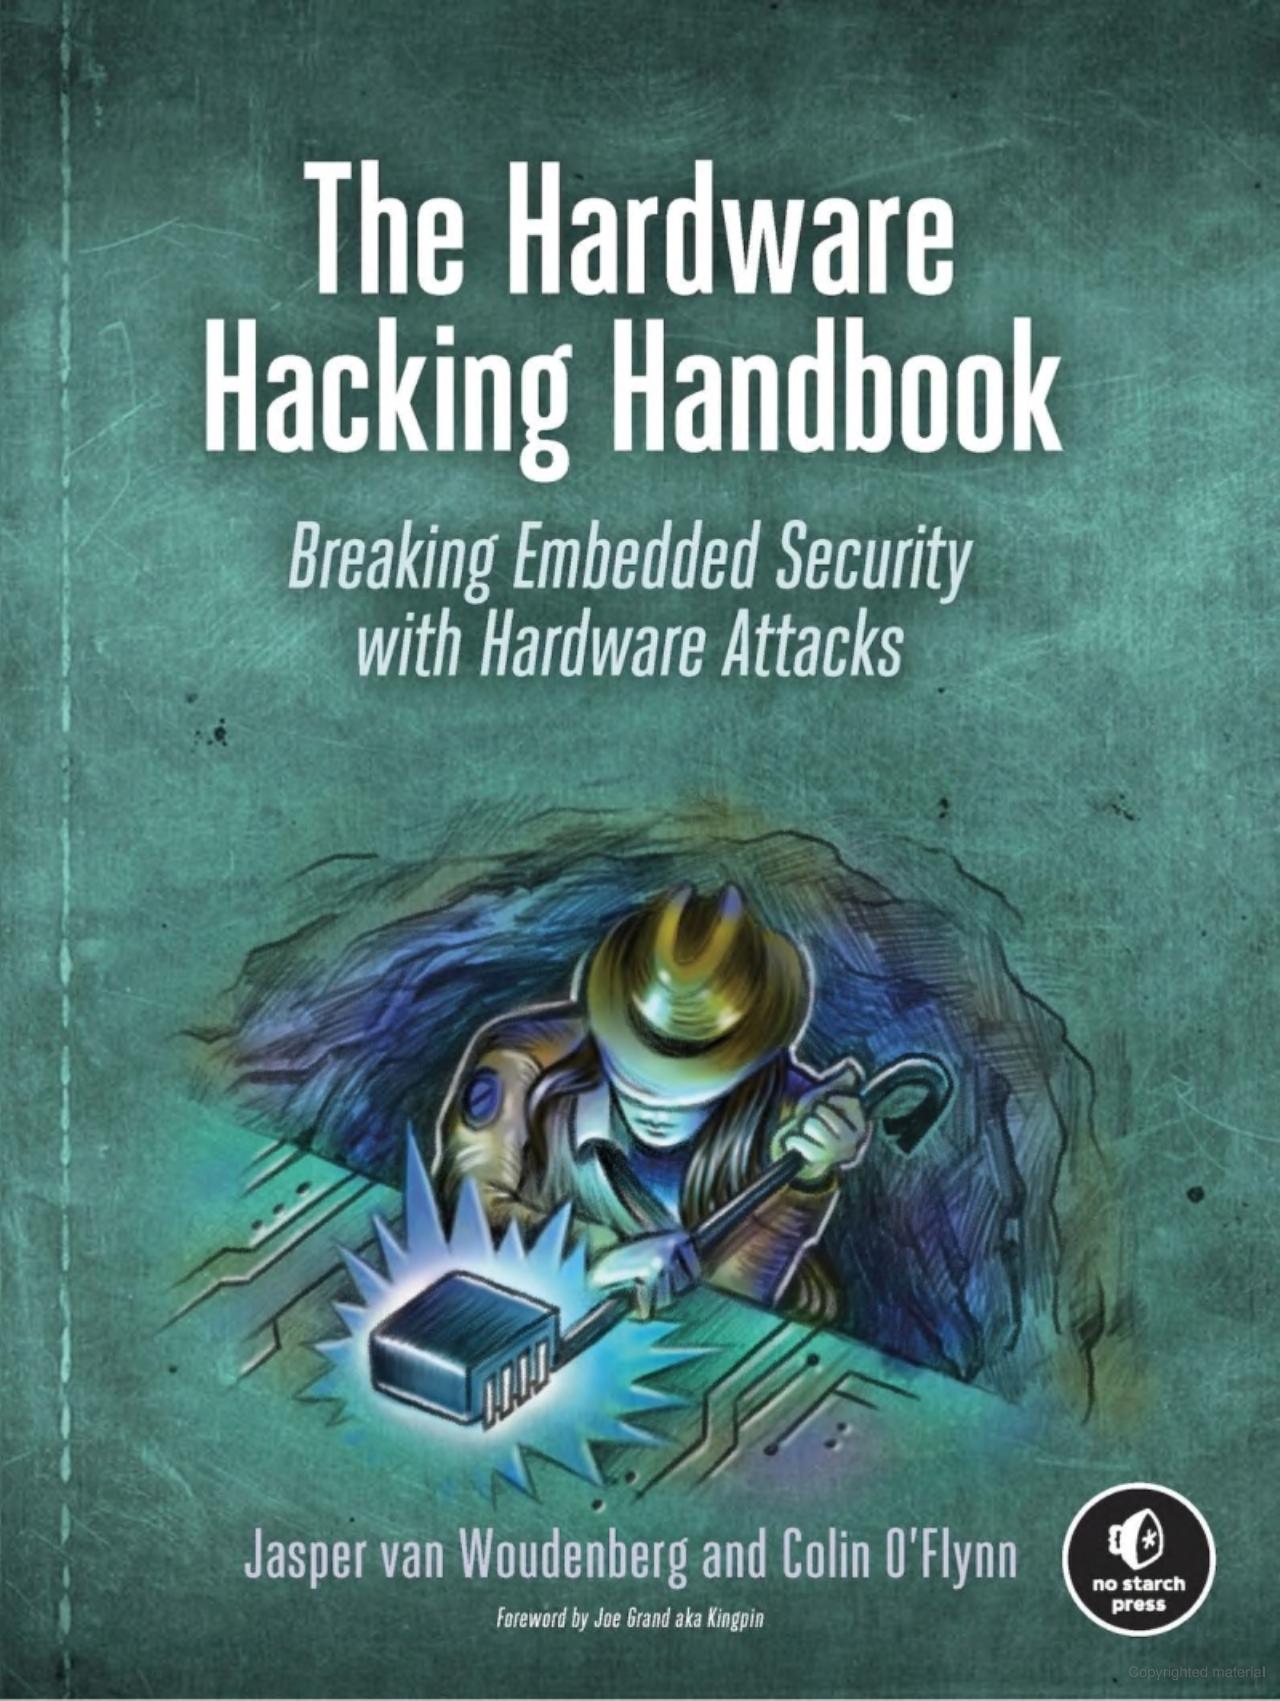 The Hardware
Hacking Handbook
Breaking Embedded Security
with Hardware Attacks
Jasper van Woudenberg and Colin O'Flynn
Foreword by Joe Grand aka Kingpin
no starch
press
Copyrighted material